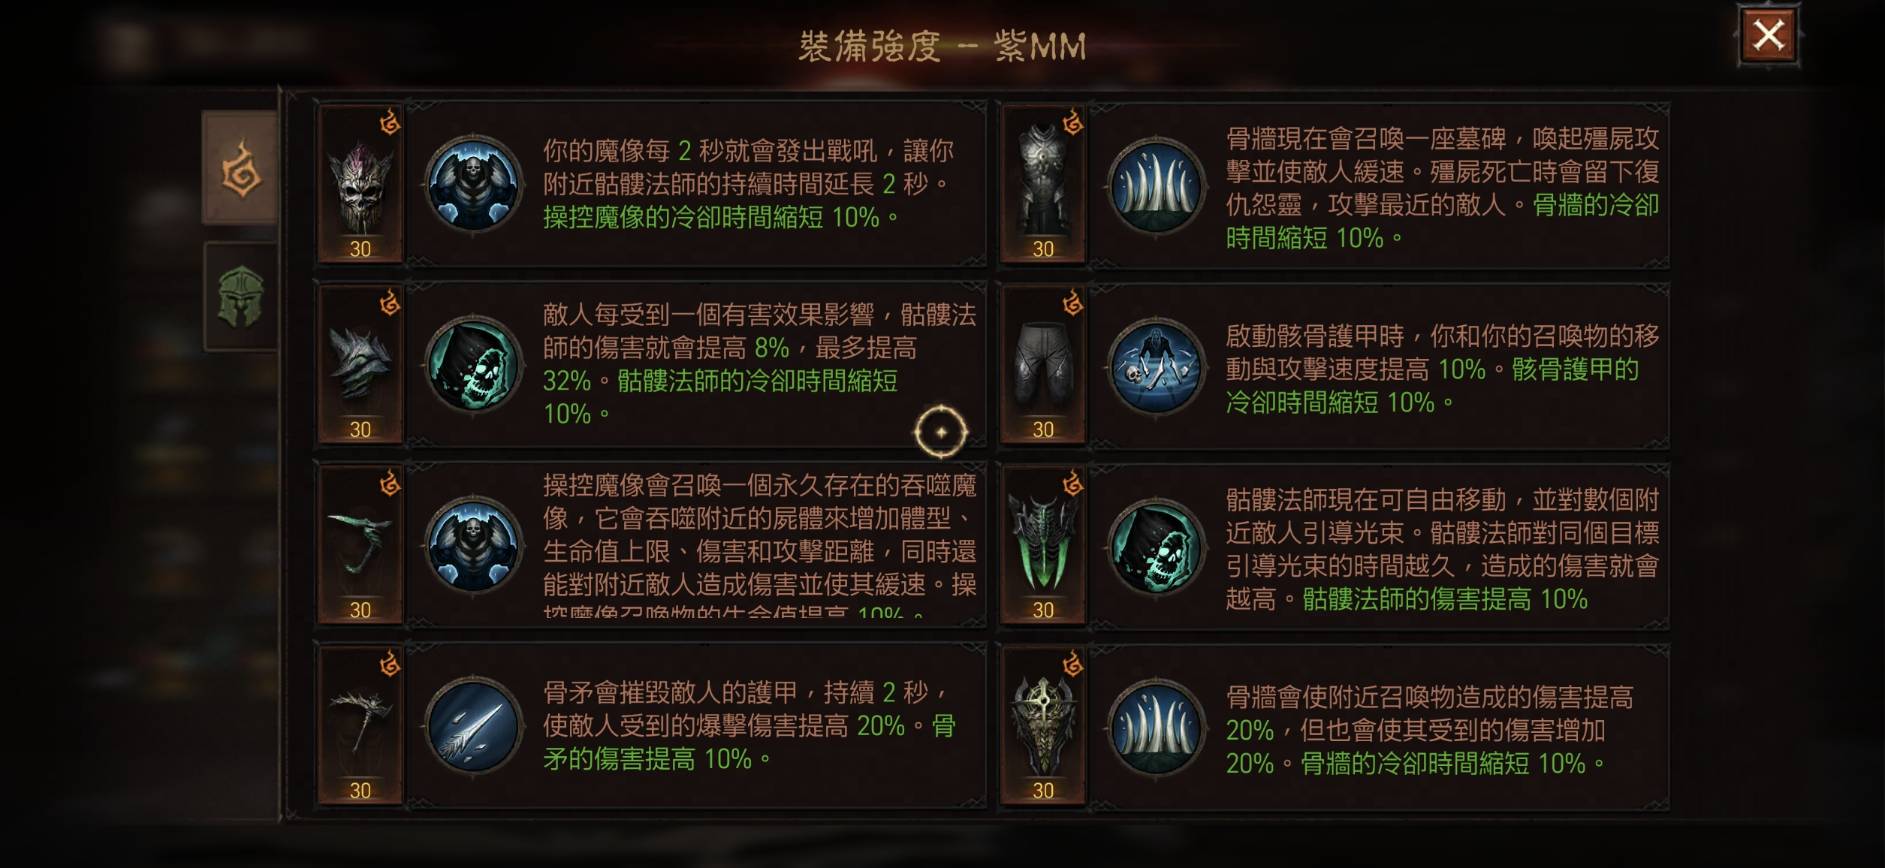 裝備強度 – 紫MM
你的魔像每 2 秒就會發出戰吼，讓你
附近骷髏法師的持續時間延長 2 秒。
操控魔像的冷卻時間縮短 10%。
30
骨牆現在會召喚一座墓碑，喚起殭屍攻
擊並使敵人緩速。殭屍死亡時會留下復
仇怨靈，攻擊最近的敵人。骨牆的冷卻
時間縮短 10%。
30
敵人每受到一個有害效果影響，骷髏法
師的傷害就會提高 8%，最多提高
32%。骷髏法師的冷卻時間縮短
10%。
30
啟動骸骨護甲時，你和你的召喚物的移
動與攻擊速度提高 10%。骸骨護甲的
冷卻時間縮短 10%。
30
操控魔像會召喚一個永久存在的吞噬魔
像，它會吞噬附近的屍體來增加體型、
生命值上限、傷害和攻擊距離，同時還
能對附近敵人造成傷害並使其緩速。操
控魔像召喚物的生命值提高 10%。
30
骷髏法師現在可自由移動，並對數個附
近敵人引導光束。骷髏法師對同個目標
引導光束的時間越久，造成的傷害就會
越高。骷髏法師的傷害提高 10%
30
骨矛會摧毀敵人的護甲，持續 2 秒，
使敵人受到的爆擊傷害提高 20%。骨
矛的傷害提高 10%。
30
骨牆會使附近召喚物造成的傷害提高
20%，但也會使其受到的傷害增加
20%。骨牆的冷卻時間縮短 10%。
30